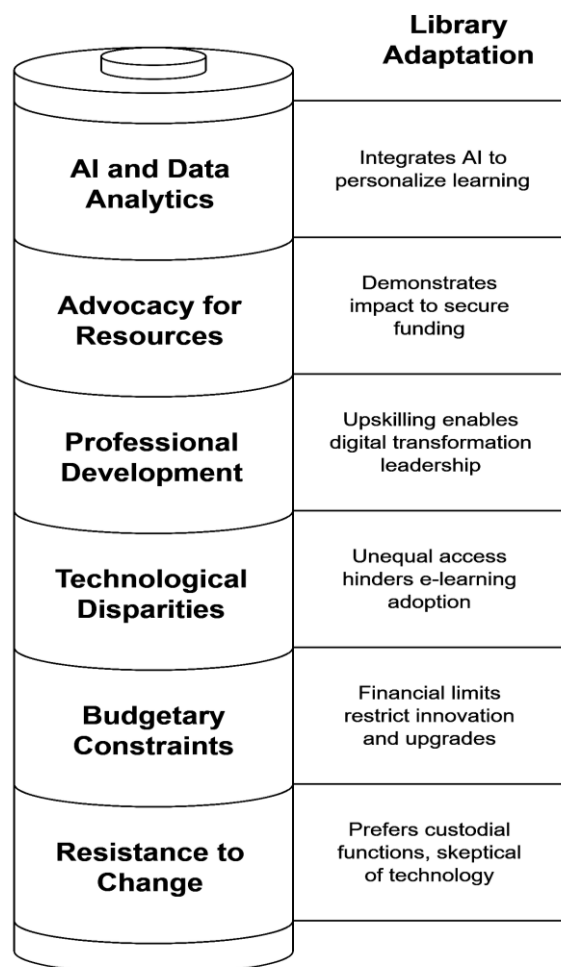 Library
Adaptation
AI and Data
Analytics
Integrates AI to
personalize learning
Advocacy for
Resources
Demonstrates
impact to secure
funding
Professional
Development
Upskilling enables
digital transformation
leadership
Technological
Disparities
Unequal access
hinders e-learning
adoption
Budgetary
Constraints
Financial limits
restrict innovation
and upgrades
Resistance to
Change
Prefers custodial
functions, skeptical
of technology